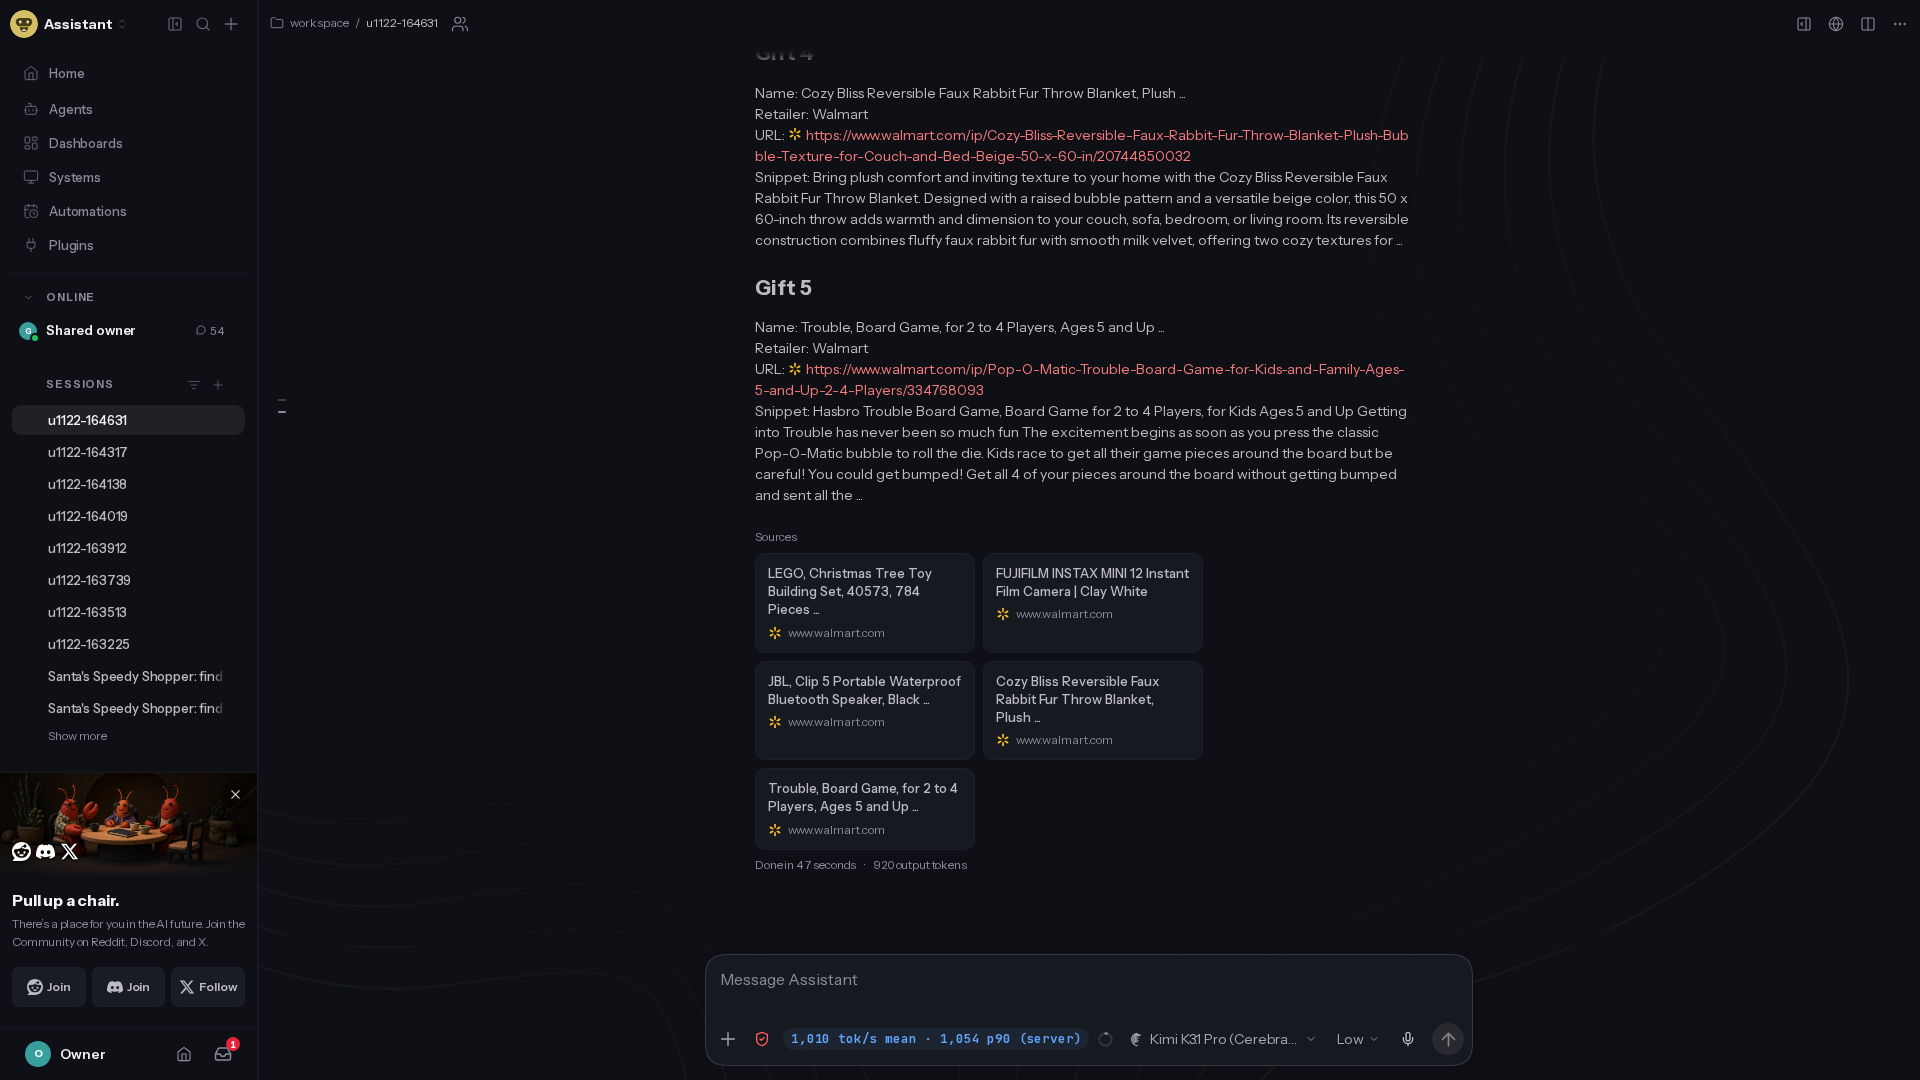 Assistant
Home
Agents
Dashboards
Systems
Automations
Plugins
ONLINE
G
Shared owner
54
SESSIONS
u1122-164631
u1122-164317
u1122-164138
u1122-164019
u1122-163912
u1122-163739
u1122-163513
u1122-163225
Santa's Speedy Shopper: find
Santa's Speedy Shopper: find
Show more
Pull up a chair.
There's a place for you in the AI future. Join the
Community on Reddit, Discord, and X.
Join
Join
Follow
O
Owner
1
workspace / u1122-164631
Gift 4
Name: Cozy Bliss Reversible Faux Rabbit Fur Throw Blanket, Plush ...
Retailer: Walmart
URL: https://www.walmart.com/ip/Cozy-Bliss-Reversible-Faux-Rabbit-Fur-Throw-Blanket-Plush-Bub
ble-Texture-for-Couch-and-Bed-Beige-50-x-60-in/20744850032
Snippet: Bring plush comfort and inviting texture to your home with the Cozy Bliss Reversible Faux
Rabbit Fur Throw Blanket. Designed with a raised bubble pattern and a versatile beige color, this 50 x
60-inch throw adds warmth and dimension to your couch, sofa, bedroom, or living room. Its reversible
construction combines fluffy faux rabbit fur with smooth milk velvet, offering two cozy textures for ...
Gift 5
Name: Trouble, Board Game, for 2 to 4 Players, Ages 5 and Up ...
Retailer: Walmart
URL: https://www.walmart.com/ip/Pop-O-Matic-Trouble-Board-Game-for-Kids-and-Family-Ages-
5-and-Up-2-4-Players/334768093
Snippet: Hasbro Trouble Board Game, Board Game for 2 to 4 Players, for Kids Ages 5 and Up Getting
into Trouble has never been so much fun The excitement begins as soon as you press the classic
Pop-O-Matic bubble to roll the die. Kids race to get all their game pieces around the board but be
careful! You could get bumped! Get all 4 of your pieces around the board without getting bumped
and sent all the ...
Sources
LEGO, Christmas Tree Toy
Building Set, 40573, 784
Pieces ...
www.walmart.com
FUJIFILM INSTAX MINI 12 Instant
Film Camera | Clay White
www.walmart.com
JBL, Clip 5 Portable Waterproof
Bluetooth Speaker, Black ...
www.walmart.com
Cozy Bliss Reversible Faux
Rabbit Fur Throw Blanket,
Plush ...
www.walmart.com
Trouble, Board Game, for 2 to 4
Players, Ages 5 and Up ...
www.walmart.com
Done in 4.7 seconds · 920 output tokens
Message Assistant
1,010 tok/s mean · 1,054 p90 (server)
Kimi K3.1 Pro (Cerebra...
Low